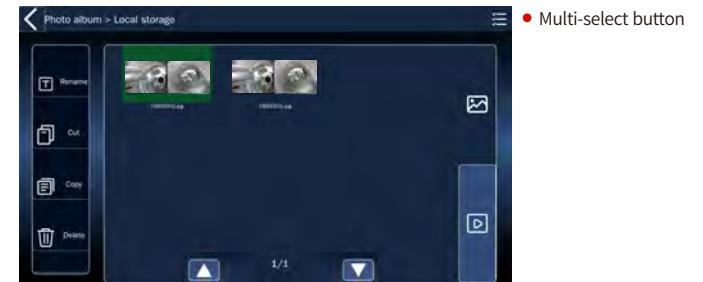 Photo album > Local storage
• Multi-select button
Rename
Cut
Copy
Delete
1/1